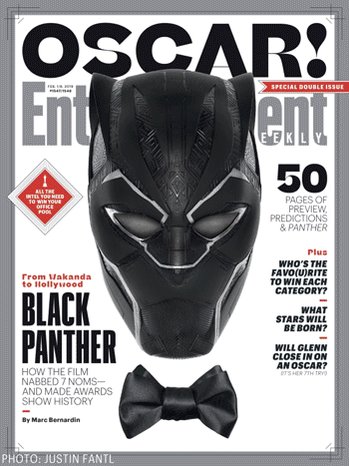 OSCAR!
FEB. 1/8, 2019
SPECIAL DOUBLE ISSUE
Ent
ent
EEKLY
ALL THE
INTEL YOU NEED
TO WIN YOUR
OFFICE
POOL
50
PAGES OF
PREVIEW,
PREDICTIONS
& PANTHER
Plus
WHO'S THE
FAVO(U)RITE
TO WIN EACH
CATEGORY?
WHAT
STARS WILL
BE BORN?
WILL GLENN
CLOSE IN ON
AN OSCAR?
(IT'S HER 7TH TRY)
From Wakanda
to Hollywood
BLACK
PANTHER
HOW THE FILM
NABBED 7 NOMS—
AND MADE AWARDS
SHOW HISTORY
By Marc Bernardin
PHOTO: JUSTIN FANTL